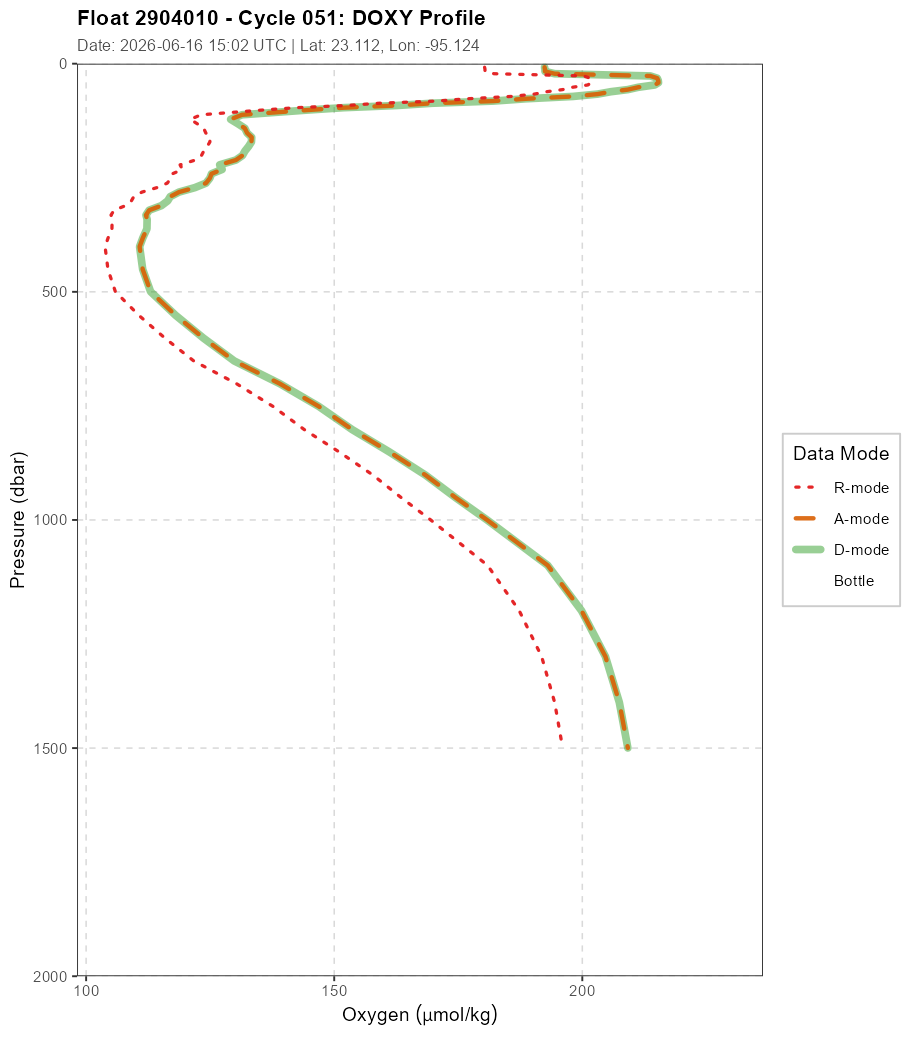 Float 2904010 - Cycle 051: DOXY Profile
Date: 2026-06-16 15:02 UTC | Lat: 23.112, Lon: -95.124
0
500
1000
1500
2000
Pressure (dbar)
100
150
200
Oxygen (µmol/kg)
Data Mode
R-mode
A-mode
D-mode
Bottle